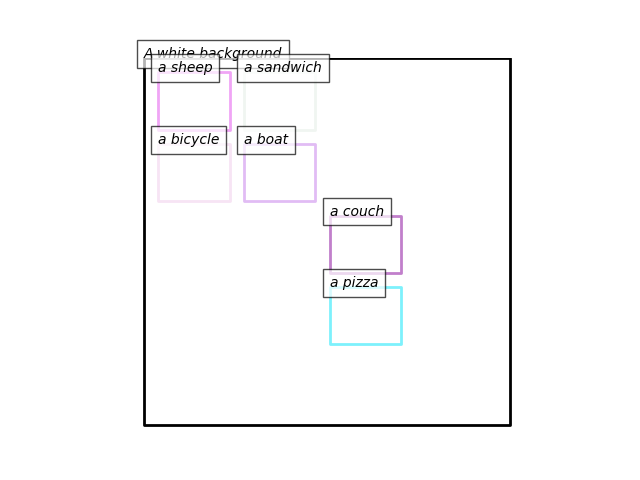 A white background
a sheep
a sandwich
a bicycle
a boat
a couch
a pizza